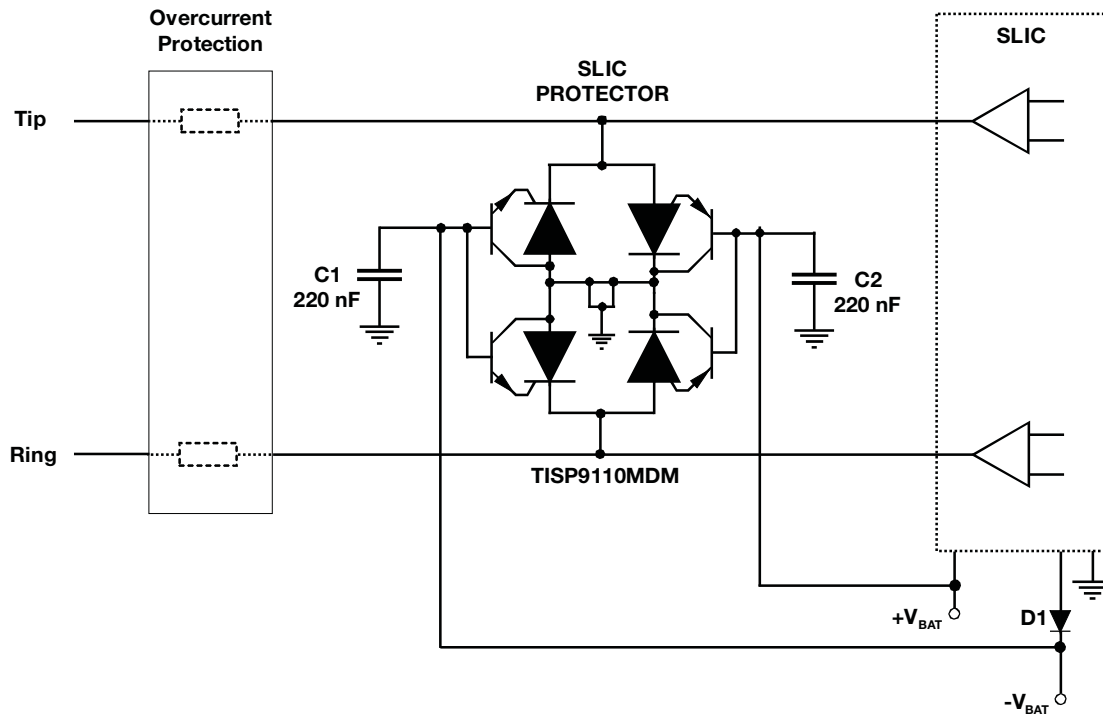 Overcurrent
Protection
SLIC
SLIC
PROTECTOR
Tip
C1
220 nF
C2
220 nF
Ring
TISP9110MDM
+VBAT
D1
-VBAT